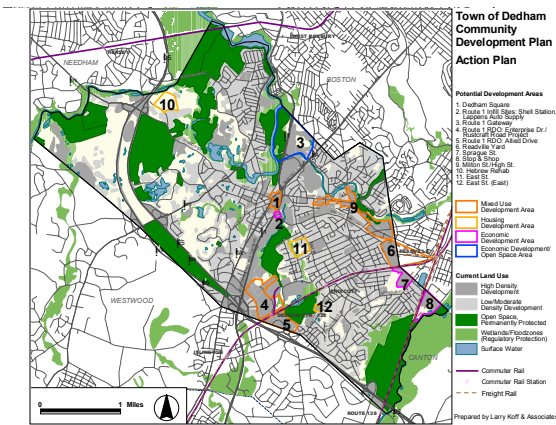 Town of Dedham
Community
Development Plan
Action Plan
Potential Development Areas
1. Dedham Square
2. Route 1 Infill Sites: Shell Station,
Lappens Auto Supply
3. Route 1 Gateway
4. Route 1 RDO: Enterprise Dr./
Rustcraft Road Project
5. Route 1 RDO: Allied Drive
6. Readville Yard
7. Sprague St.
8. Stop & Shop
9. Milton St./High St.
10. Hebrew Rehab
11. East St.
12. East St. (East)
Mixed Use
Development Area
Housing
Development Area
Economic
Development Area
Economic Development/
Open Space Area
Current Land Use
High Density
Development
Low/Moderate
Density Development
Open Space,
Permanently Protected
Wetlands/Floodzones
(Regulatory Protection)
Surface Water
Commuter Rail
Commuter Rail Station
Freight Rail
Prepared by Larry Koff & Associates
WEST ROXBURY
NEEDHAM
BOSTON
10
3
1
2
9
11
6
7
4
12
8
5
WESTWOOD
ISLINGTON
CANTON
ROUTE 128
0 1 Miles